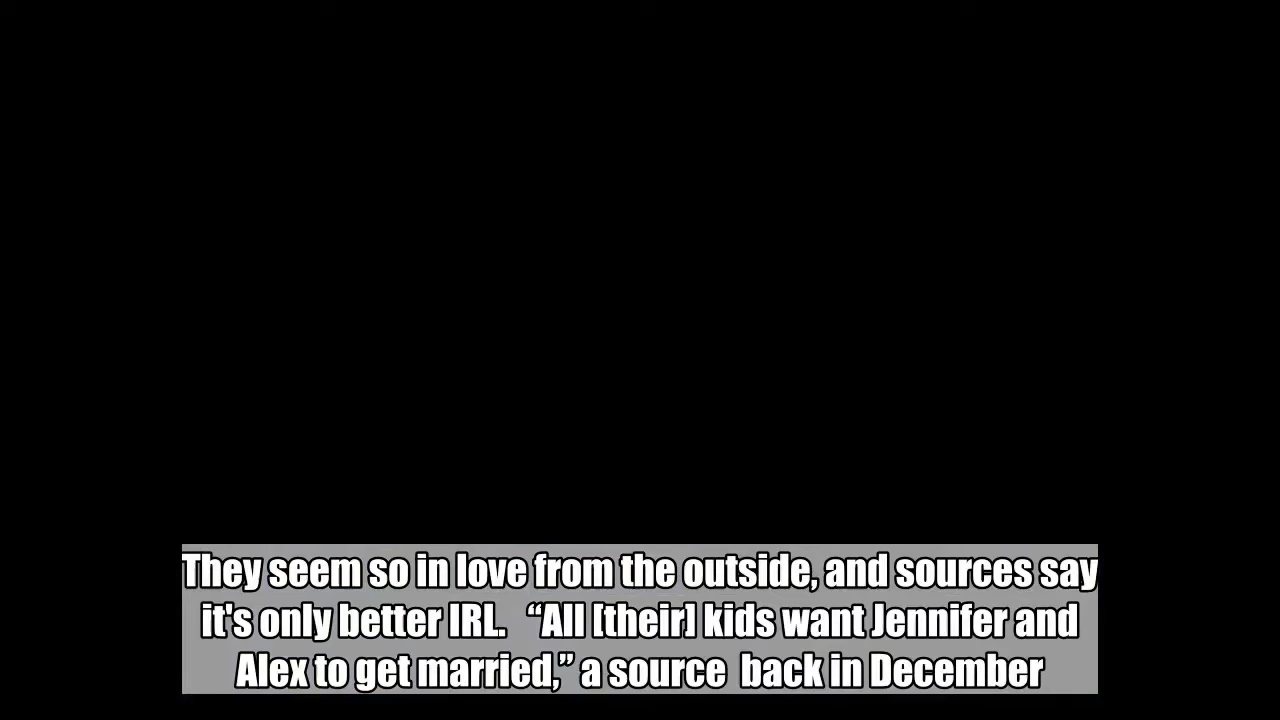 They seem so in love from the outside, and sources say
it's only better IRL.   “All [their] kids want Jennifer and
Alex to get married,” a source  back in December